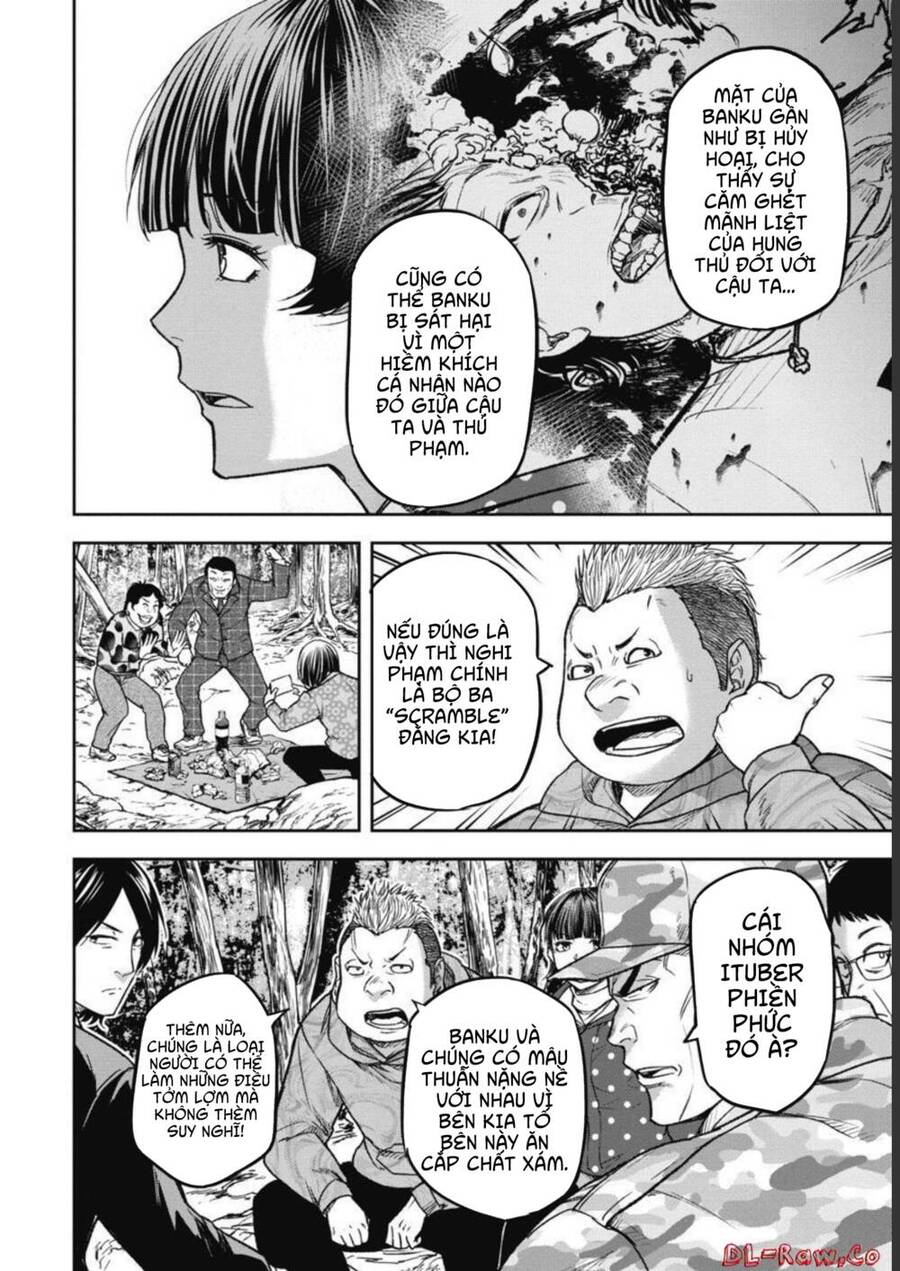 MẶT CỦA
BANKU GẦN
NHƯ BỊ HỦY
HOẠI, CHO
THẤY SỰ
CĂM GHÉT
MÃNH LIỆT
CỦA HUNG
THỦ ĐỐI VỚI
CẬU TA...
CŨNG CÓ
THỂ BANKU
BỊ SÁT HẠI
VÌ MỘT
HIỀM KHÍCH
CÁ NHÂN NÀO
ĐÓ GIỮA CẬU
TA VÀ THỦ
PHẠM.
NẾU ĐÚNG LÀ
VẬY THÌ NGHI
PHẠM CHÍNH
LÀ BỘ BA
“SCRAMBLE”
ĐẰNG KIA!
CÁI
NHÓM
ITUBER
PHIỀN
PHỨC
ĐÓ À?
BANKU VÀ
CHÚNG CÓ MÂU
THUẪN NẶNG NỀ
VỚI NHAU VÌ
BÊN KIA TỐ
BÊN NÀY ĂN
CẮP CHẤT XÁM.
THÊM NỮA,
CHÚNG LÀ LOẠI
NGƯỜI CÓ THỂ
LÀM NHỮNG ĐIỀU
TỞM LỢM MÀ
KHÔNG THÈM
SUY NGHĨ!
DL-Raw.Co